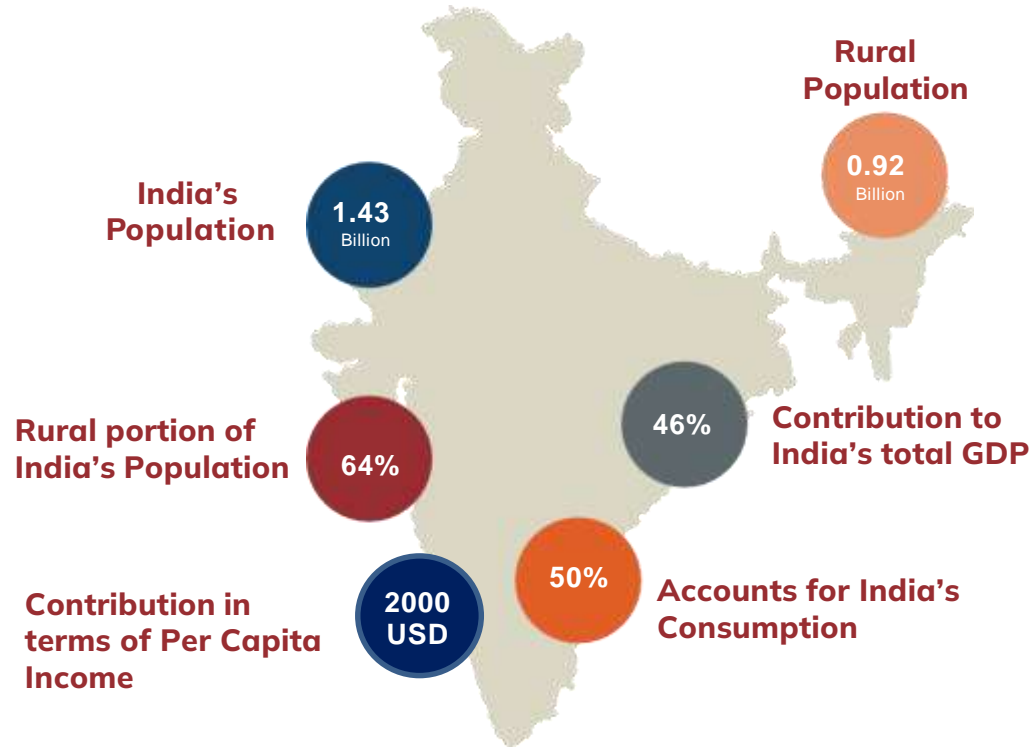 Rural
Population
0.92
Billion
India’s
Population
1.43
Billion
Rural portion of
India’s Population
64%
46%
Contribution to
India’s total GDP
Contribution in
terms of Per Capita
Income
2000
USD
50%
Accounts for India’s
Consumption